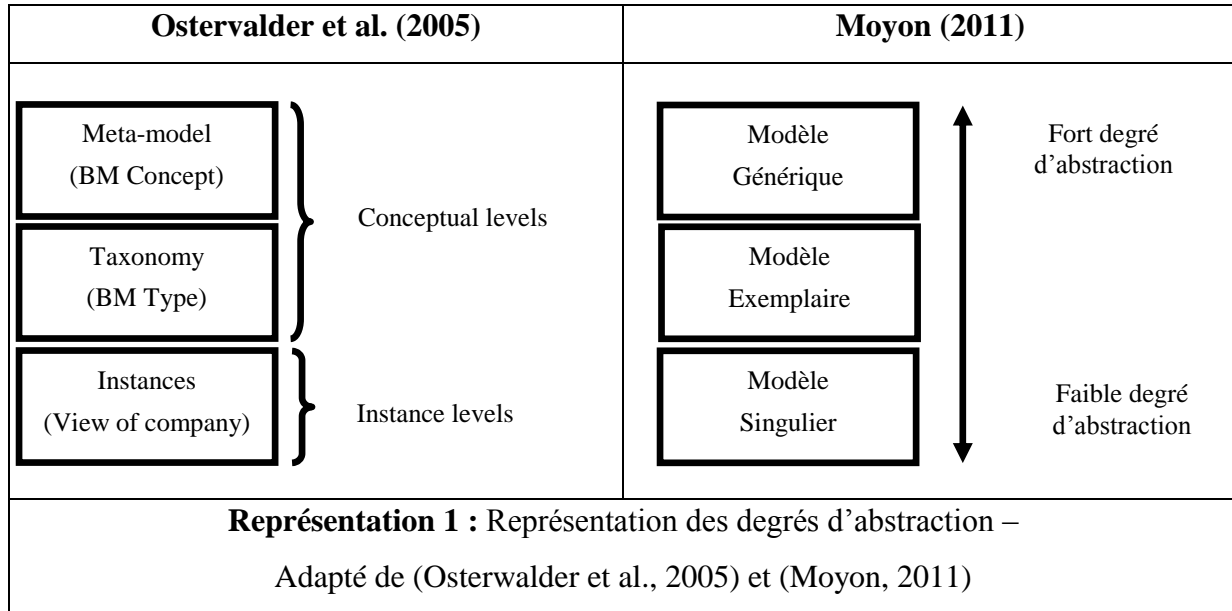 Ostervalder et al. (2005)
Moyon (2011)
Meta-model
(BM Concept)
Taxonomy
(BM Type)
Conceptual levels
Instances
(View of company)
Instance levels
Modèle
Générique
Modèle
Exemplaire
Modèle
Singulier
Fort degré
d’abstraction
Faible degré
d’abstraction
Représentation 1 : Représentation des degrés d’abstraction –
Adapté de (Osterwalder et al., 2005) et (Moyon, 2011)